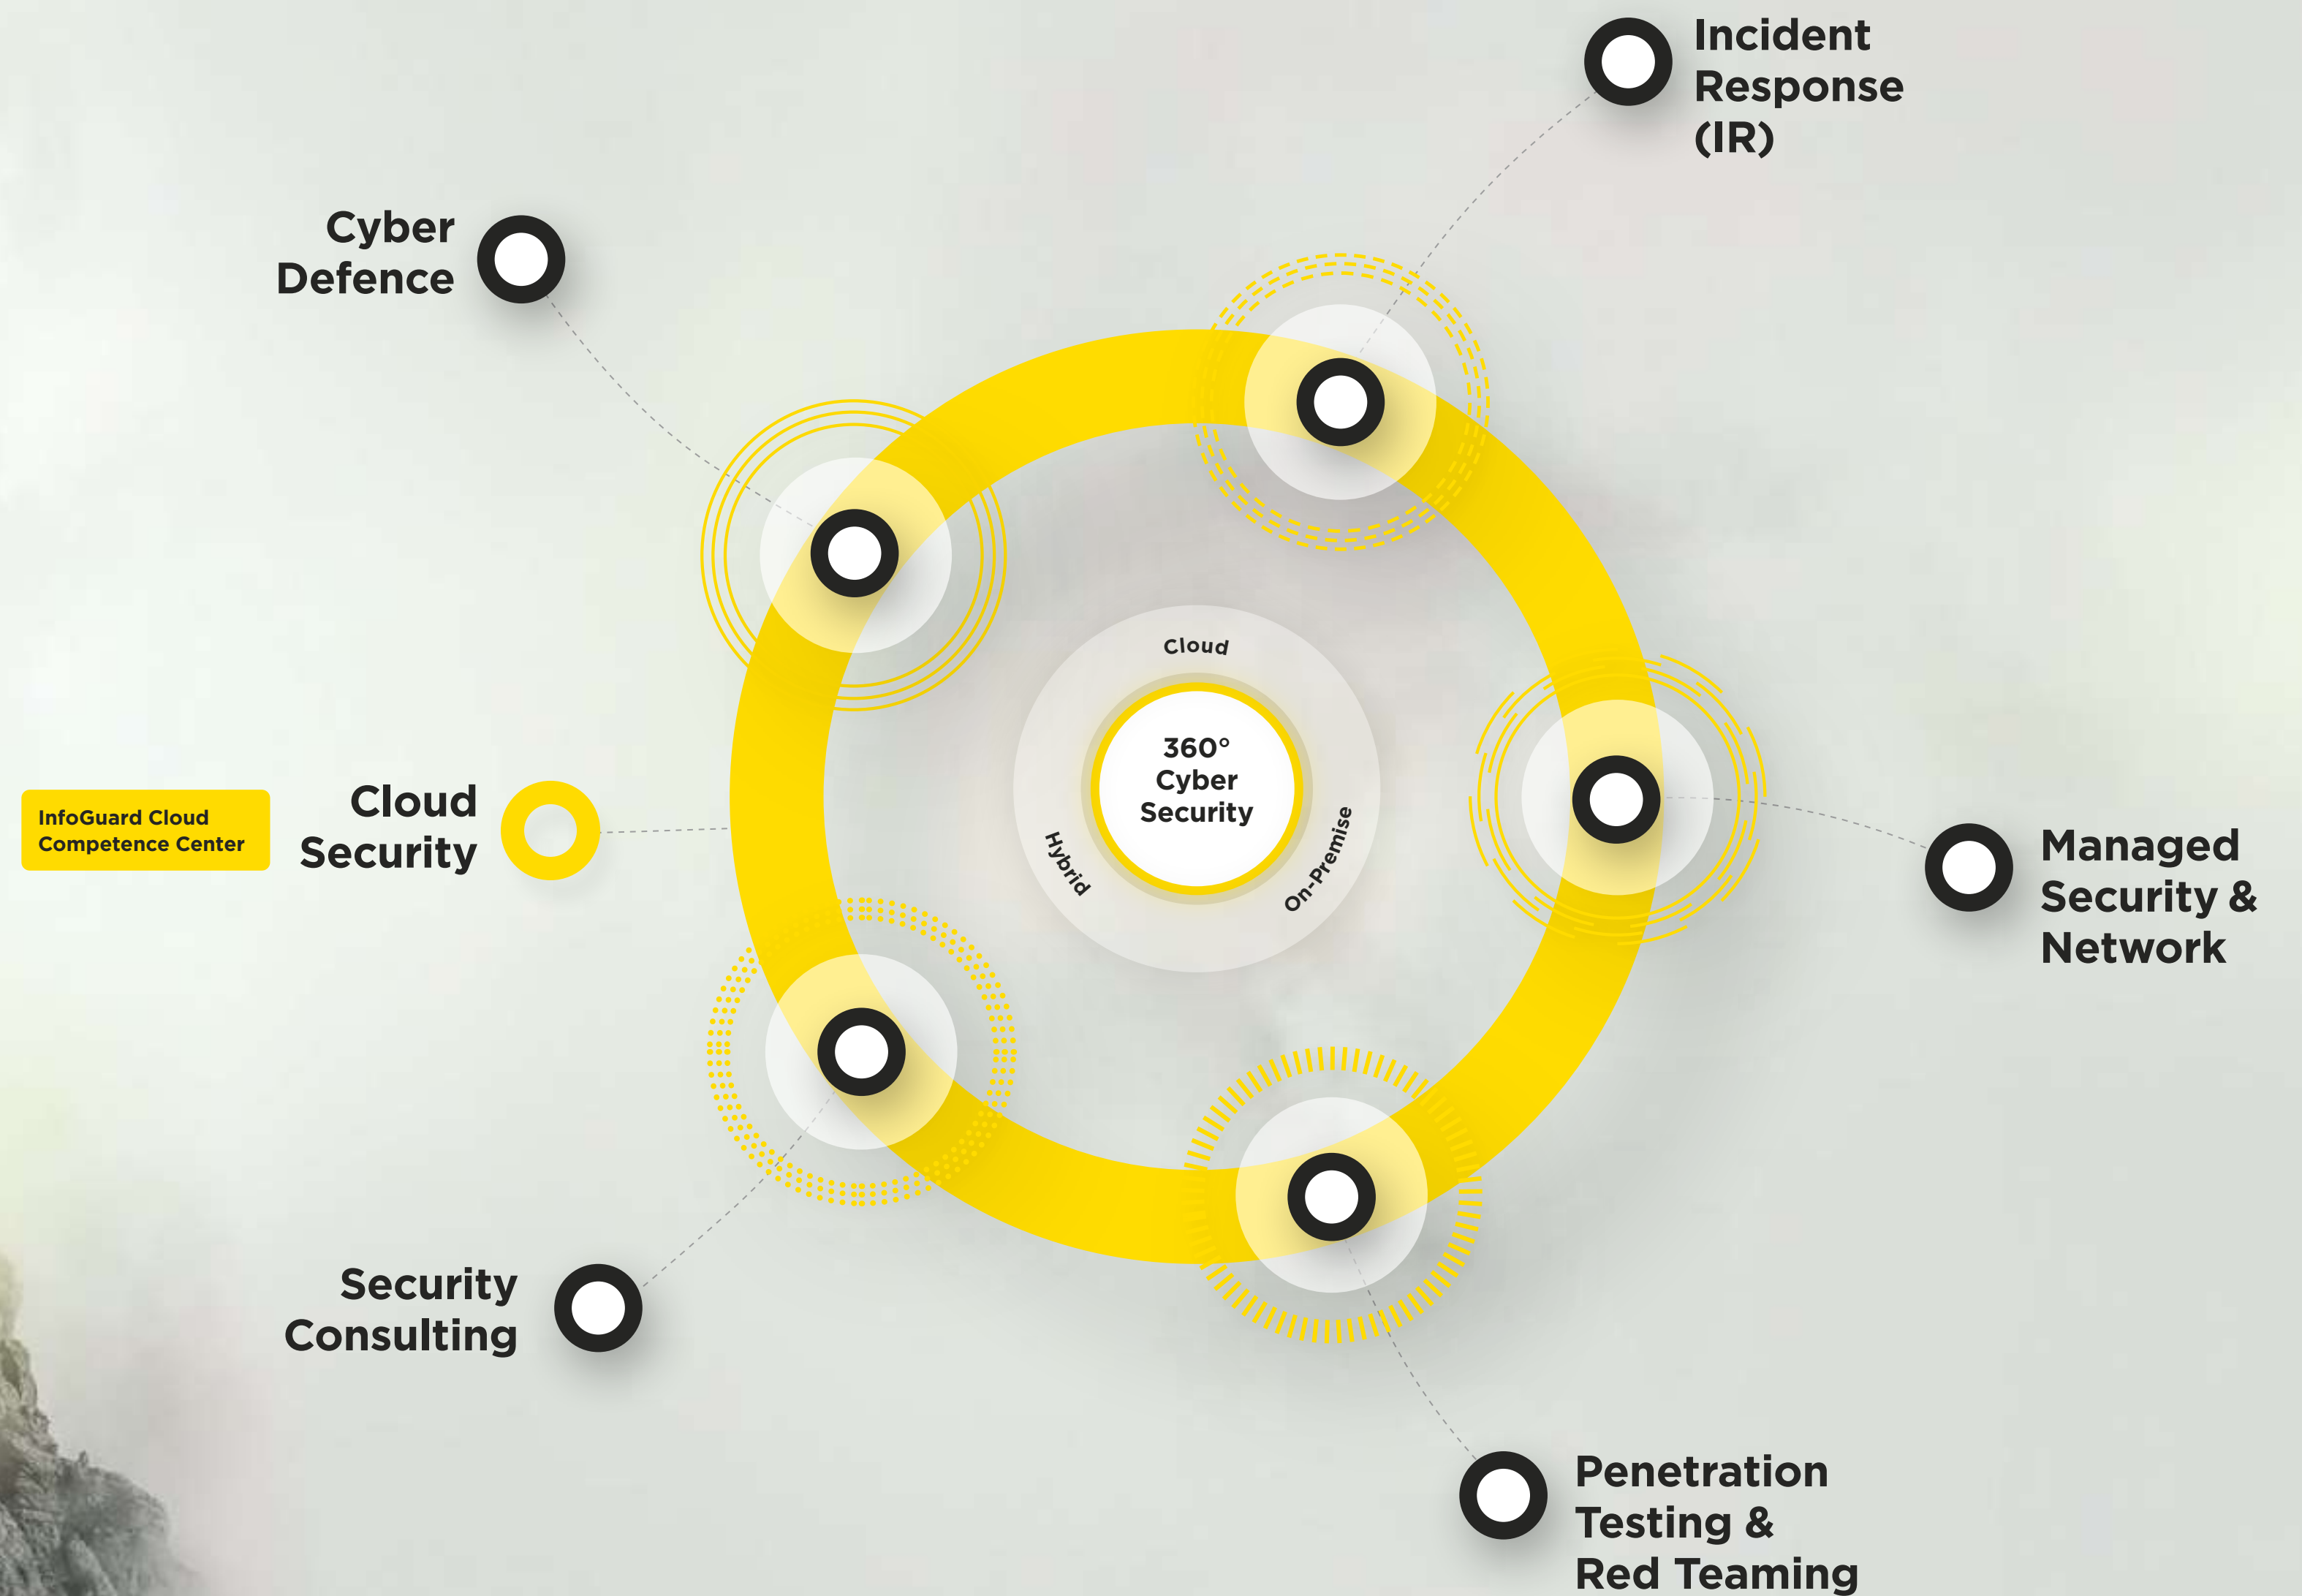 Incident
Response
(IR)
Cyber
Defence
Cloud
360°
Cyber
Security
Hybrid
On-Premise
InfoGuard Cloud
Competence Center
Cloud
Security
Managed
Security &
Network
Security
Consulting
Penetration
Testing &
Red Teaming